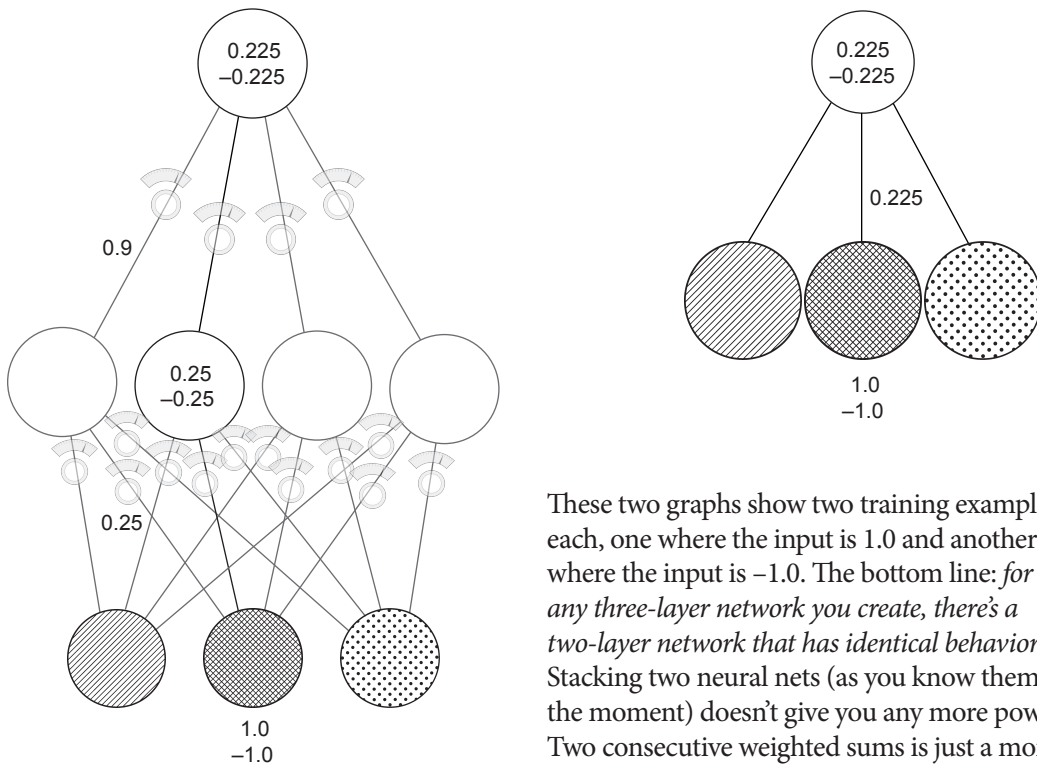 0.225
–0.225
0.9
0.25
–0.25
0.25
1.0
–1.0
0.225
–0.225
0.225
1.0
–1.0
These two graphs show two training
each, one where the input is 1.0 and another
where the input is –1.0. The bottom line: for
any three-layer network you create, there’s a
two-layer network that has identical behavior
Stacking two neural nets (as you know them
the moment) doesn’t give you any more
Two consecutive weighted sums is just a